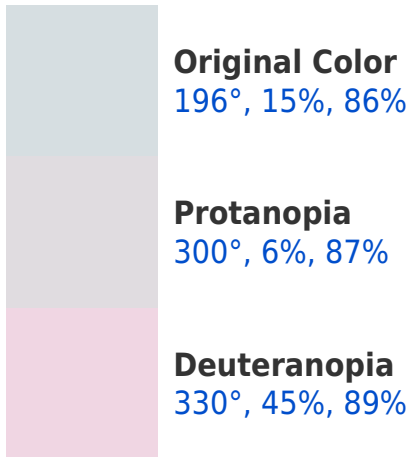 Original Color
196°, 15%, 86%
Protanopia
300°, 6%, 87%
Deuteranopia
330°, 45%, 89%